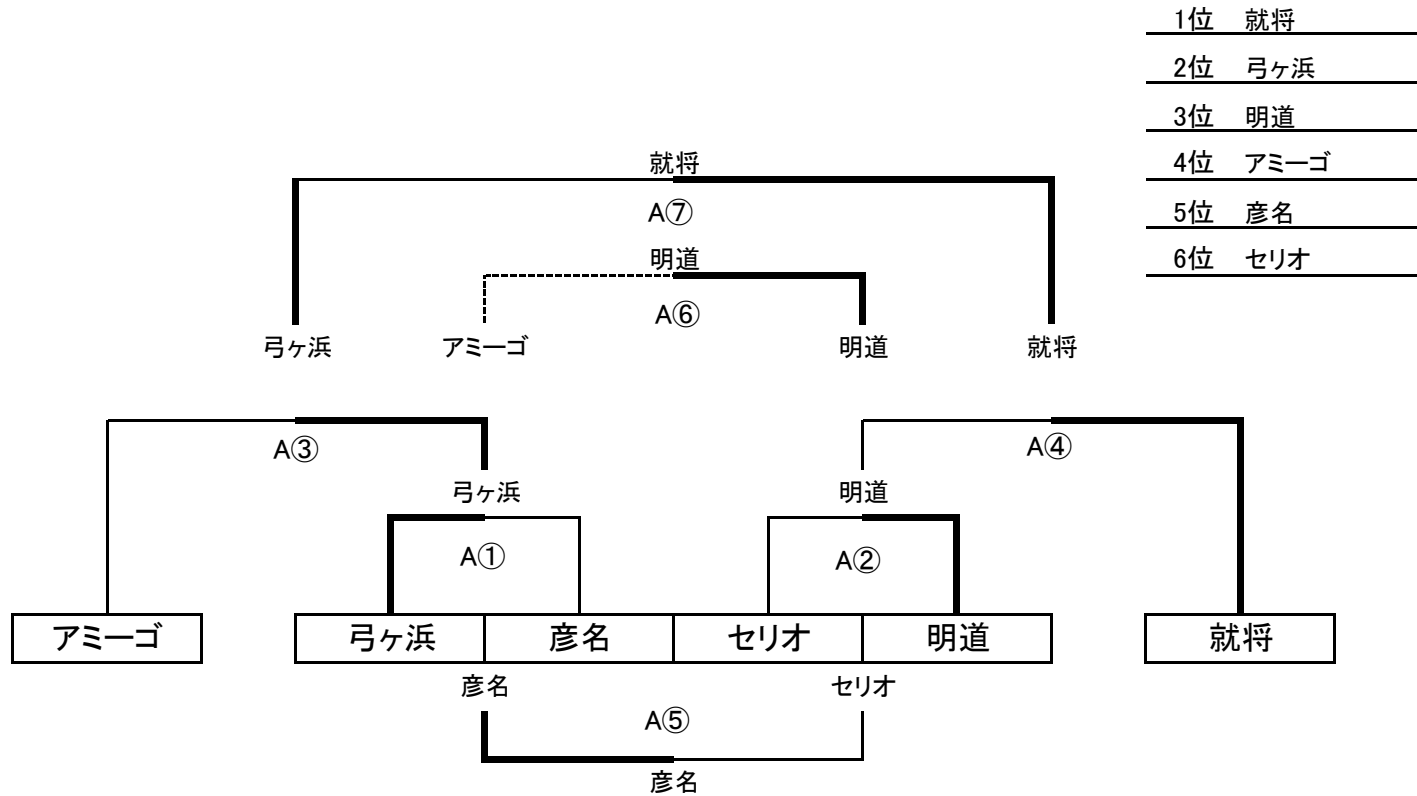 1位 就将
2位 弓ヶ浜
3位 明道
4位 アミーゴ
5位 彦名
6位 セリオ
就将
A⑦
明道
A⑥
弓ヶ浜 アミーゴ 明道 就将
A③ A④
弓ヶ浜 明道
A① A②
アミーゴ 弓ヶ浜 彦名 セリオ 明道 就将
彦名 セリオ
A⑤
彦名